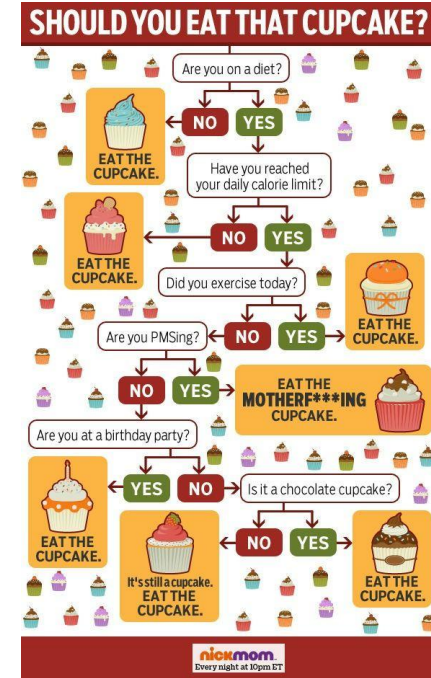 SHOULD YOU EAT THAT CUPCAKE?
Are you on a diet?
NO YES
EAT THE
CUPCAKE.
Have you reached
your daily calorie limit?
NO YES
EAT THE
CUPCAKE.
Did you exercise today?
NO YES
EAT THE
CUPCAKE.
Are you PMSing?
NO YES
EAT THE
MOTHERF***ING
CUPCAKE.
Are you at a birthday party?
YES NO
EAT THE
CUPCAKE.
Is it a chocolate cupcake?
NO YES
It's still a cupcake.
EAT THE
CUPCAKE.
EAT THE
CUPCAKE.
nickmom.
Every night at 10pm ET